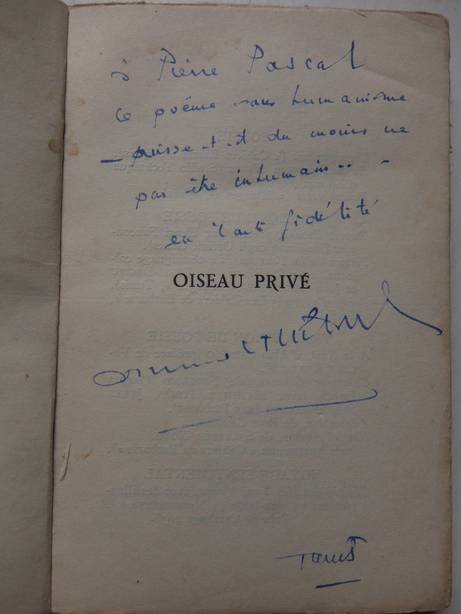 à Pierre Pascal
ce poème sans humanisme
– puisse-t-il du moins ne
pas être inhumain.. –
en toute fidélité
OISEAU PRIVÉ
Armand